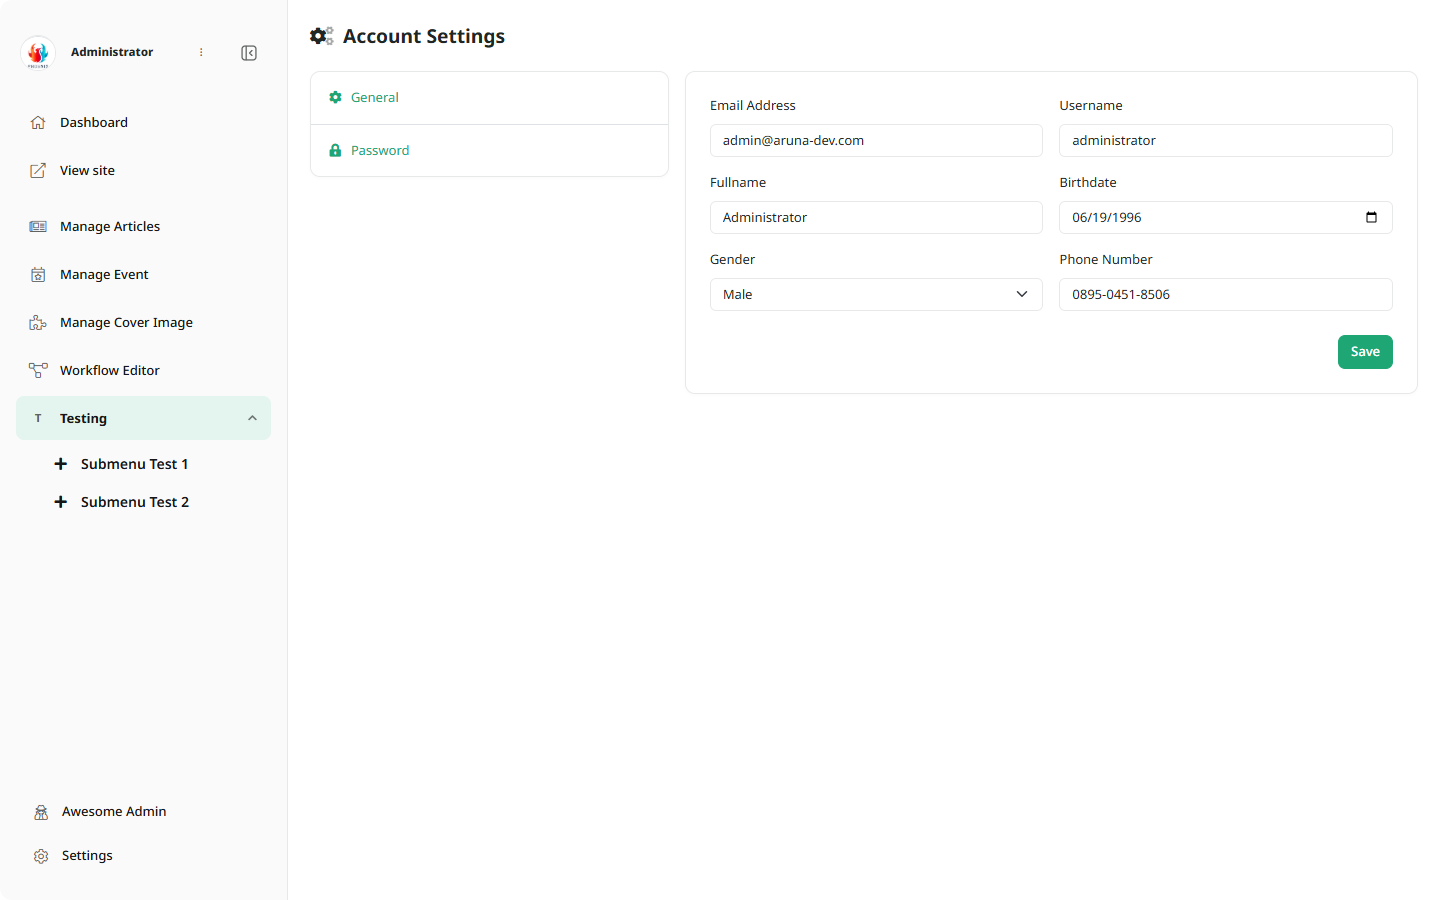 Administrator
Dashboard
View site
Manage Articles
Manage Event
Manage Cover Image
Workflow Editor
T Testing
Submenu Test 1
Submenu Test 2
Awesome Admin
Settings
Account Settings
General
Password
Email Address
admin@aruna-dev.com
Username
administrator
Fullname
Administrator
Birthdate
06/19/1996
Gender
Male
Phone Number
0895-0451-8506
Save